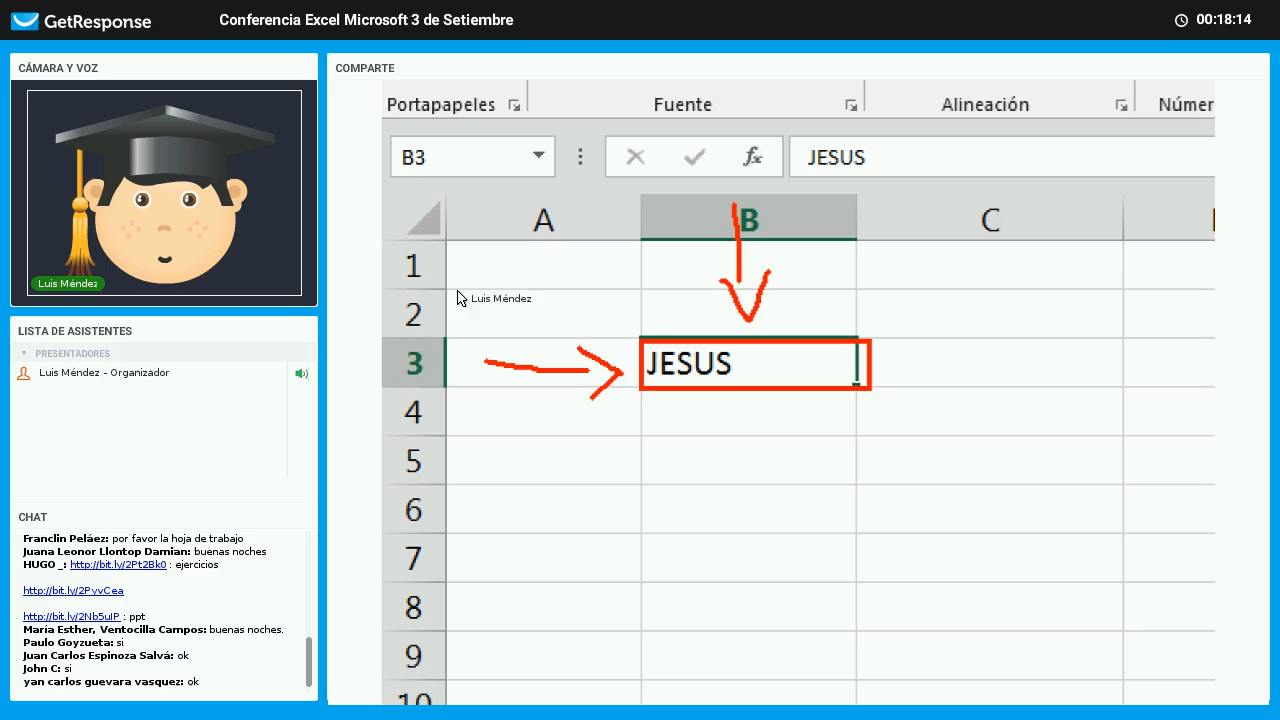 GetResponse
Conferencia Excel Microsoft 3 de Setiembre
00:18:14
CÁMARA Y VOZ
Luis Méndez
LISTA DE ASISTENTES
PRESENTADORES
Luis Méndez - Organizador
CHAT
Franclin Peláez: por favor la hoja de trabajo
Juana Leonor Llontop Damian: buenas noches
HUGO _: http://bit.ly/2Pt2Bk0 : ejercicios
http://bit.ly/2PyvCea
http://bit.ly/2Nb5uIP : ppt
María Esther, Ventocilla Campos: buenas noches.
Paulo Goyzueta: si
Juan Carlos Espinoza Salvá: ok
John C: si
yan carlos guevara vasquez: ok
COMPARTE
Portapapeles Fuente Alineación Númer
B3 fx JESUS
A B C
1
2 Luis Méndez
3 JESUS
4
5
6
7
8
9
10